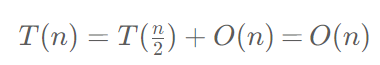 T(n) = T(n/2) + O(n) = O(n)